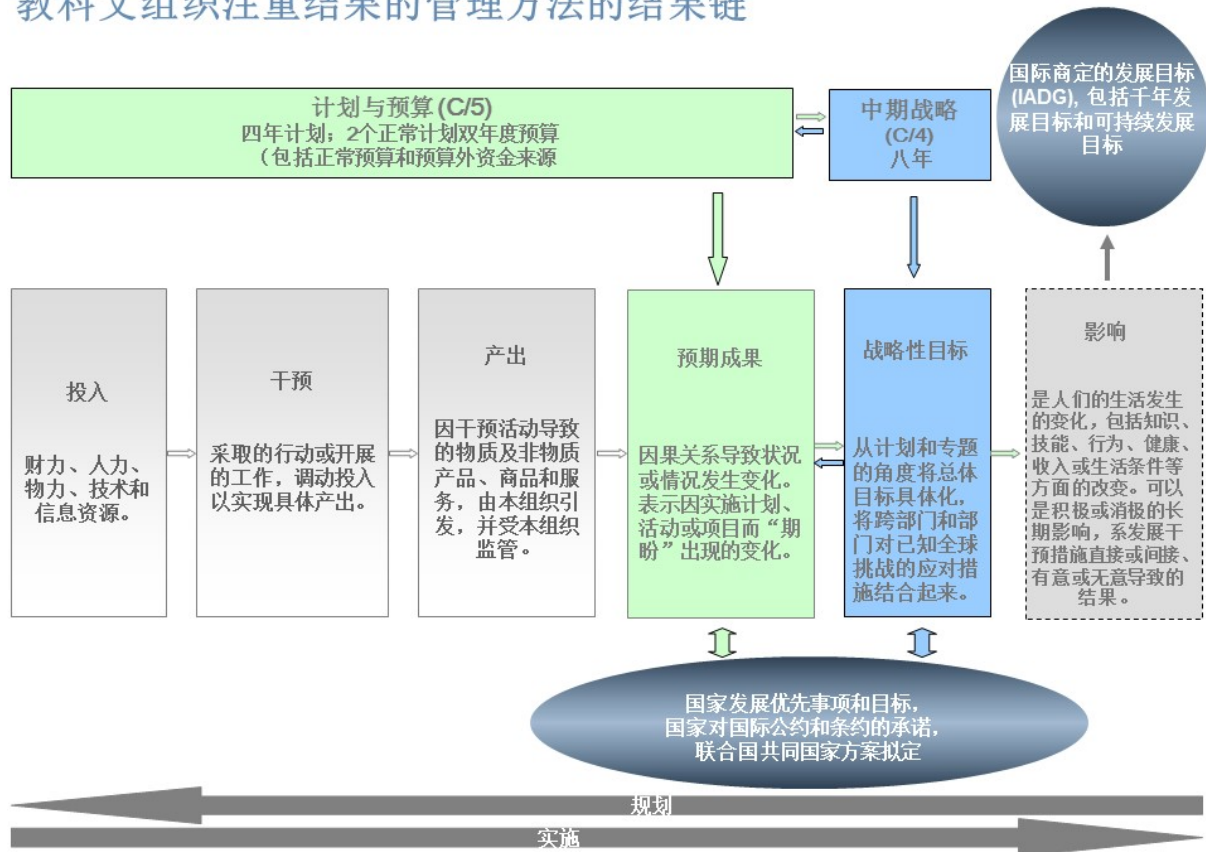 教科文组织注重结果的管理方法的结果链
国际商定的发展目标
(IADG), 包括千年发
展目标和可持续发展
目标
计划与预算(C/5)
四年计划；2个正常计划双年度预算
（包括正常预算和预算外资金来源
中期战略
(C/4)
八年
投入
财力、人力、
物力、技术和
信息资源。
干预
采取的行动或开展
的工作，调动投入
以实现具体产出。
产出
因干预活动导致
的物质及非物质
产品、商品和服
务，由本组织引
发，并受本组织
监管。
预期成果
因果关系导致状况
或情况发生变化。
表示因实施计划、
活动或项目而“期
盼”出现的变化。
战略性目标
从计划和专题
的角度将总体
目标具体化，
将跨部门和部
门对已知全球
挑战的应对措
施结合起来。
影响
是人们的生活发生
的变化，包括知识、
技能、行为、健康、
收入或生活条件等
方面的改变。可以
是积极或消极的长
期影响，系发展干
预措施直接或间接、
有意或无意导致的
结果。
国家发展优先事项和目标，
国家对国际公约和条约的承诺，
联合国共同国家方案拟定
规划
实施